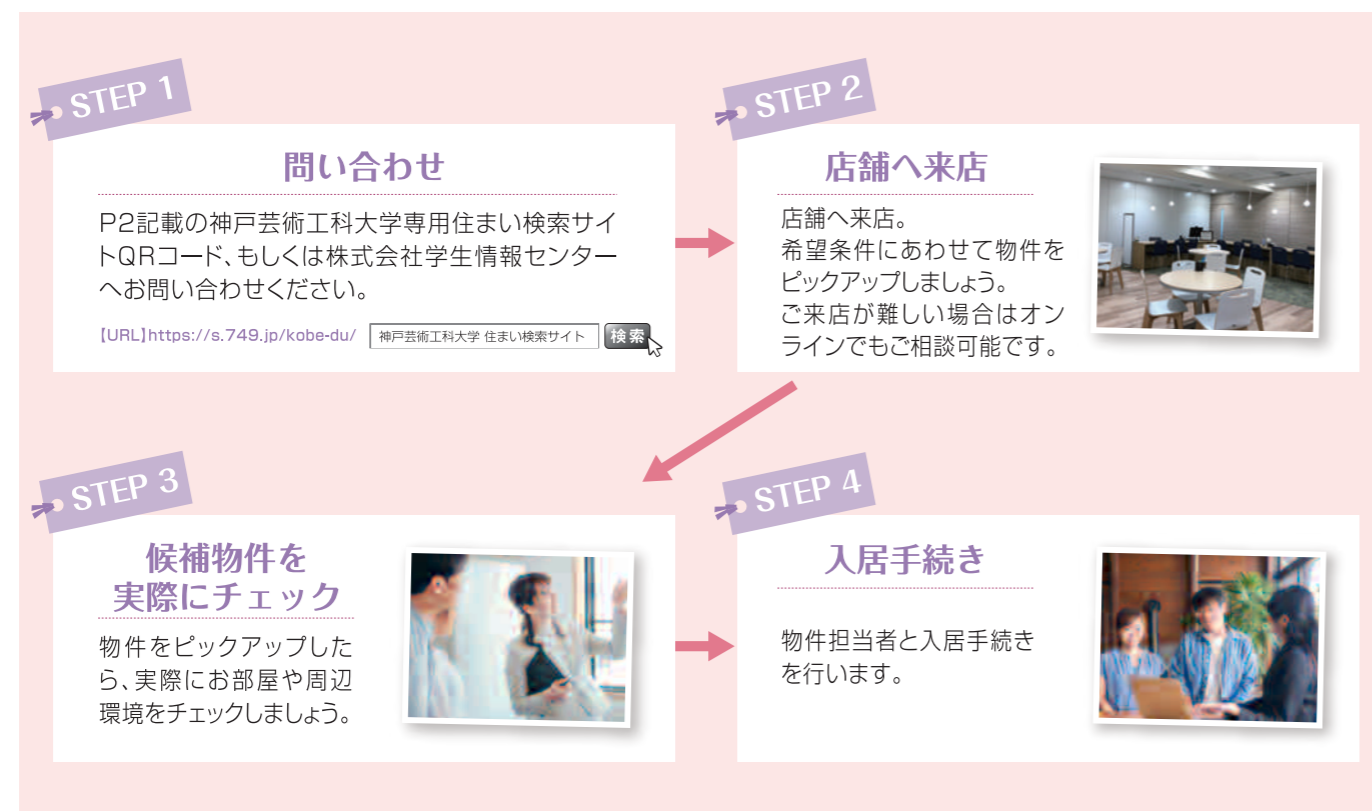 STEP 1
問い合わせ
P2記載の神戸芸術工科大学専用住まい検索サイ
トQRコード、もしくは株式会社学生情報センター
へお問い合わせください。
【URL】https://s.749.jp/kobe-du/ 神戸芸術工科大学 住まい検索サイト 検索
STEP 2
店舗へ来店
店舗へ来店。
希望条件にあわせて物件を
ピックアップしましょう。
ご来店が難しい場合はオン
ラインでもご相談可能です。
STEP 3
候補物件を
実際にチェック
物件をピックアップした
ら、実際にお部屋や周辺
環境をチェックしましょう。
STEP 4
入居手続き
物件担当者と入居手続き
を行います。